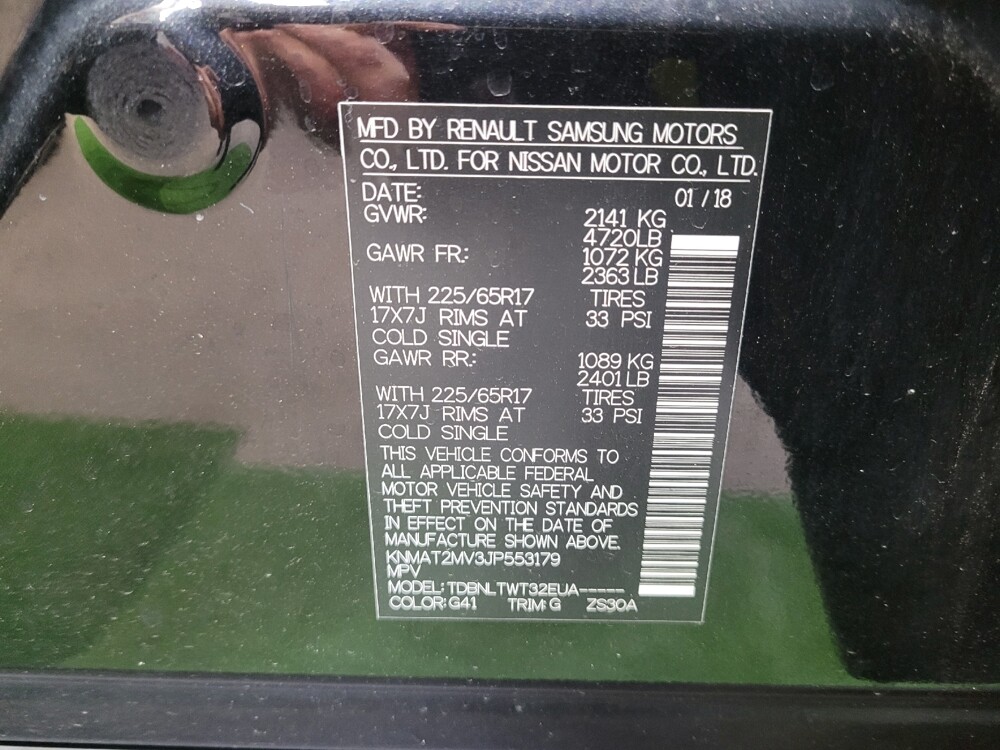 MFD BY RENAULT SAMSUNG MOTORS
CO., LTD. FOR NISSAN MOTOR CO., LTD.
DATE: 01 / 18
GVWR: 2141 KG
4720LB
GAWR FR: 1072 KG
2363 LB
WITH 225/65R17 TIRES
17X7J RIMS AT 33 PSI
COLD SINGLE
GAWR RR: 1089 KG
2401 LB
WITH 225/65R17 TIRES
17X7J RIMS AT 33 PSI
COLD SINGLE
THIS VEHICLE CONFORMS TO
ALL APPLICABLE FEDERAL
MOTOR VEHICLE SAFETY AND
THEFT PREVENTION STANDARDS
IN EFFECT ON THE DATE OF
MANUFACTURE SHOWN ABOVE.
KNMAT2MV3JP553179
MPV
MODEL: TDBNLTWT32EUA-----
COLOR: G41 TRIM: G ZS30A